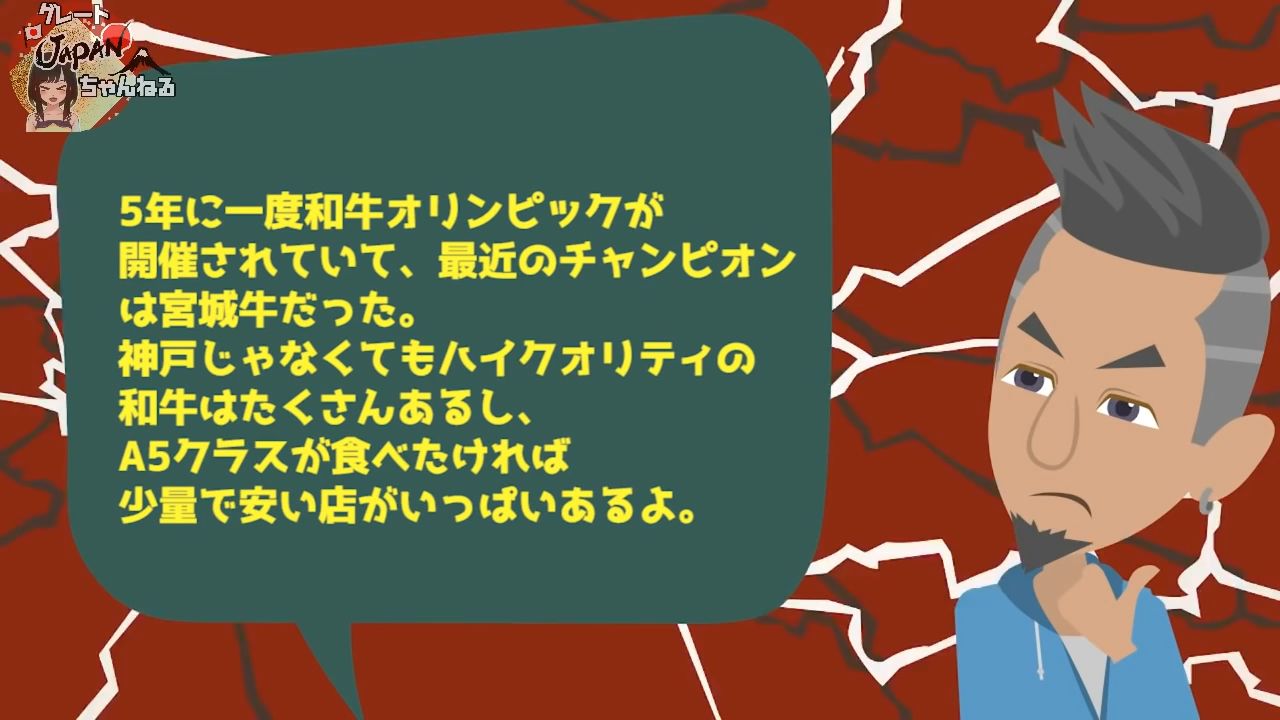 グレート
JAPAN
ちゃんねる
5年に一度和牛オリンピックが
開催されていて、最近のチャンピオン
は宮城牛だった。
神戸じゃなくてもハイクオリティの
和牛はたくさんあるし、
A5クラスが食べたければ
少量で安い店がいっぱいあるよ。